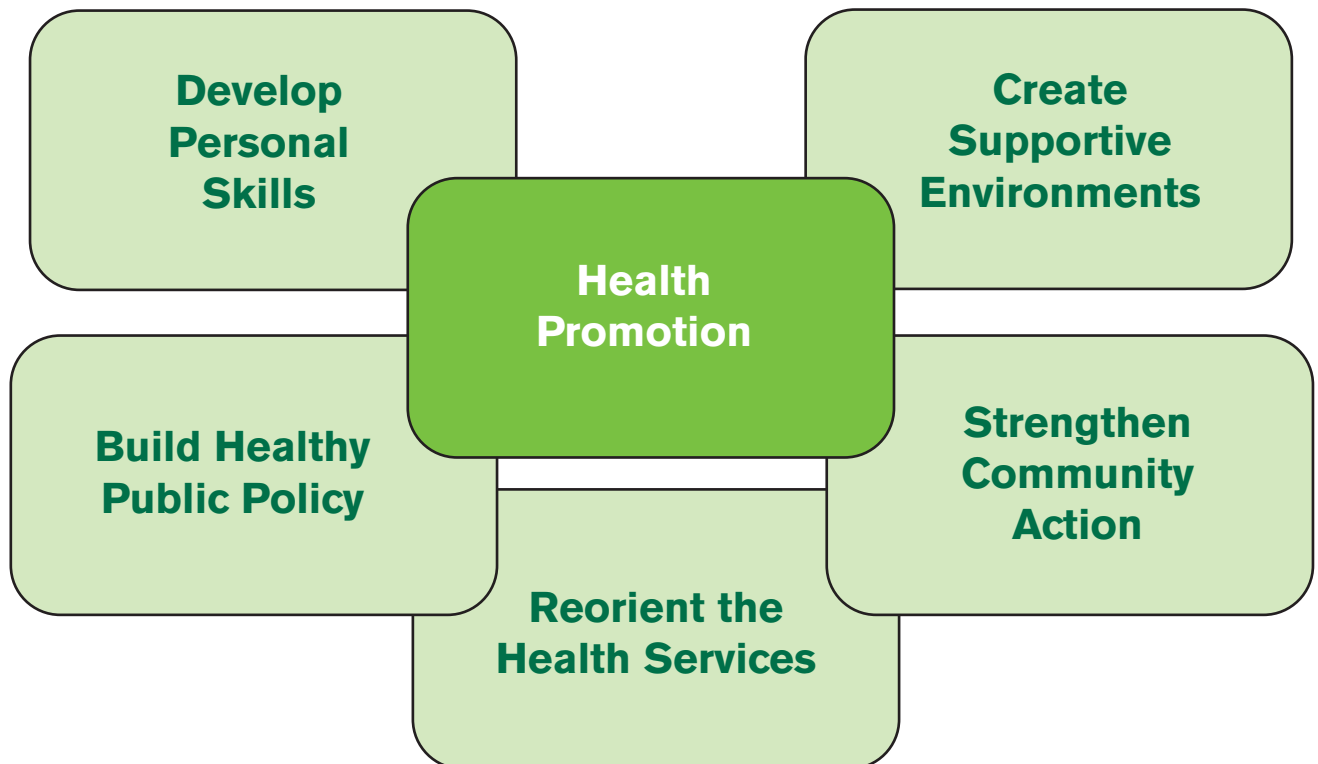 Develop
Personal
Skills
Create
Supportive
Environments
Health
Promotion
Build Healthy
Public Policy
Strengthen
Community
Action
Reorient the
Health Services